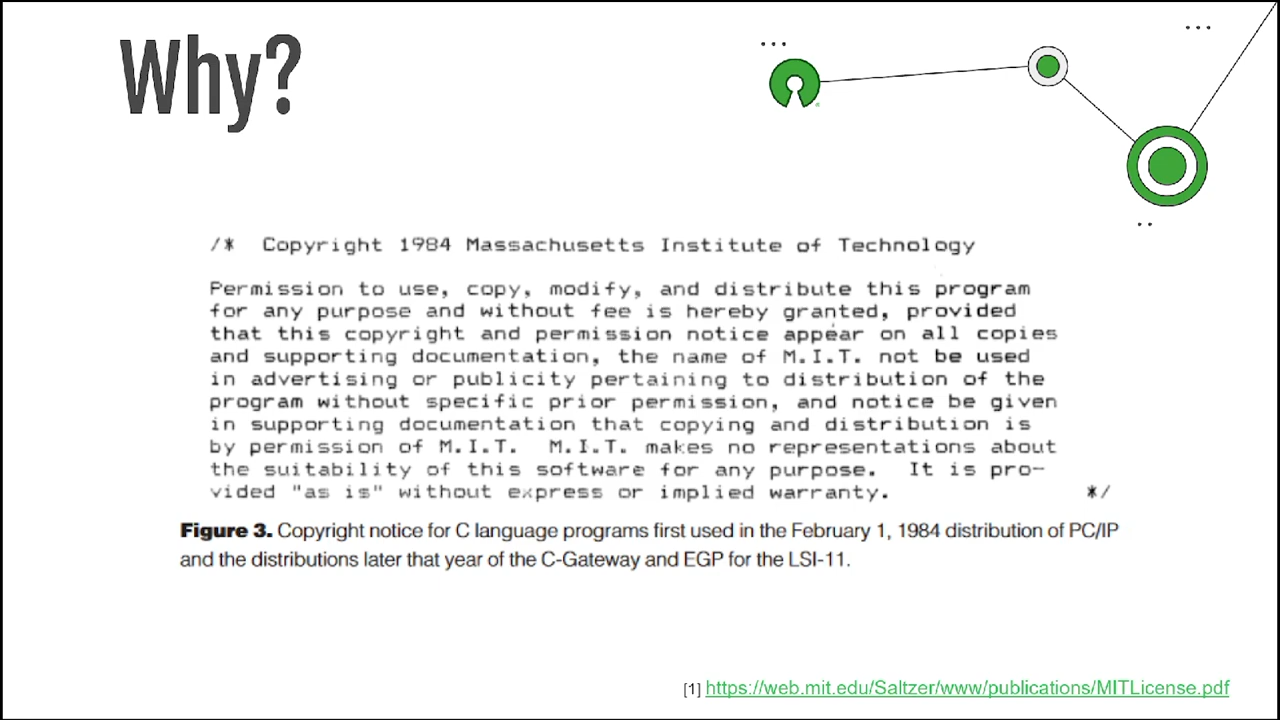 Why?
/* Copyright 1984 Massachusetts Institute of Technology
Permission to use, copy, modify, and distribute this program
for any purpose and without fee is hereby granted, provided
that this copyright and permission notice appear on all copies
and supporting documentation, the name of M.I.T. not be used
in advertising or publicity pertaining to distribution of the
program without specific prior permission, and notice be given
in supporting documentation that copying and distribution is
by permission of M.I.T.  M.I.T. makes no representations about
the suitability of this software for any purpose.  It is pro-
vided "as is" without express or implied warranty. */
Figure 3. Copyright notice for C language programs first used in the February 1, 1984 distribution of PC/IP
and the distributions later that year of the C-Gateway and EGP for the LSI-11.
[1] https://web.mit.edu/Saltzer/www/publications/MITLicense.pdf